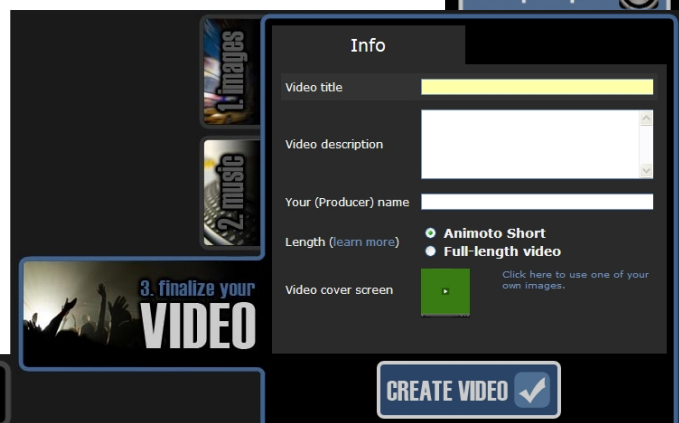 Info
1. images
Video title
Video description
2. music
Your (Producer) name
Length (learn more)
Animoto Short
Full-length video
3. finalize your
VIDEO
Video cover screen
Click here to use one of your
own images.
CREATE VIDEO